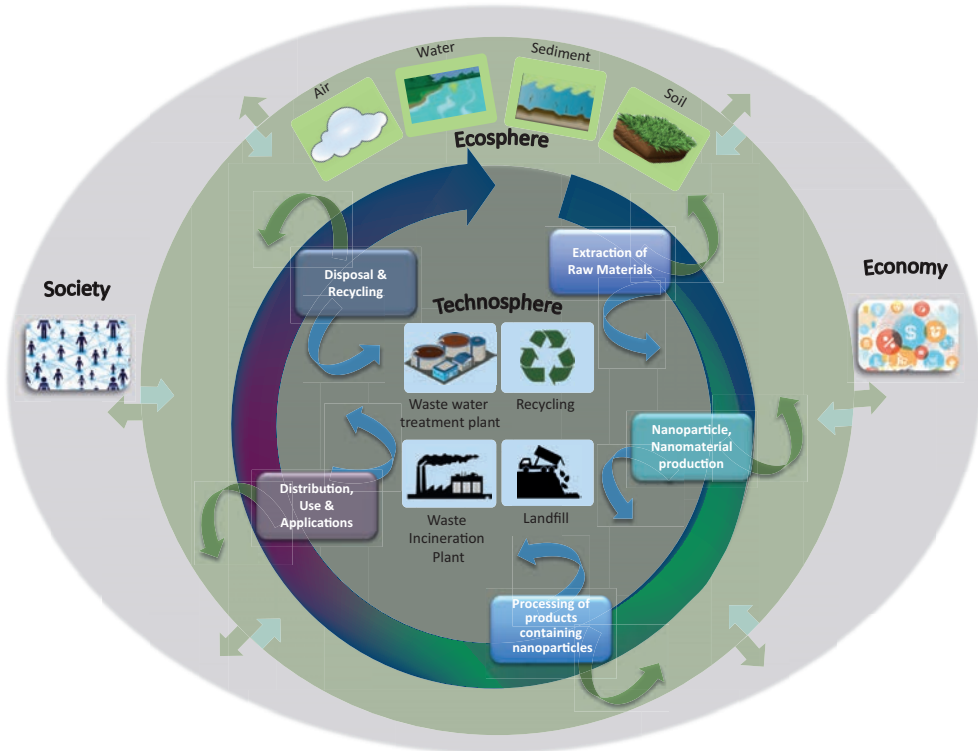 Air
Water
Sediment
Soil
Ecosphere
Disposal &
Recycling
Extraction of
Raw Materials
Society
Economy
$
%
Technosphere
Waste water
treatment plant
Recycling
Nanoparticle,
Nanomaterial
production
Distribution,
Use &
Applications
Waste
Incineration
Plant
Landfill
Processing of
products
containing
nanoparticles